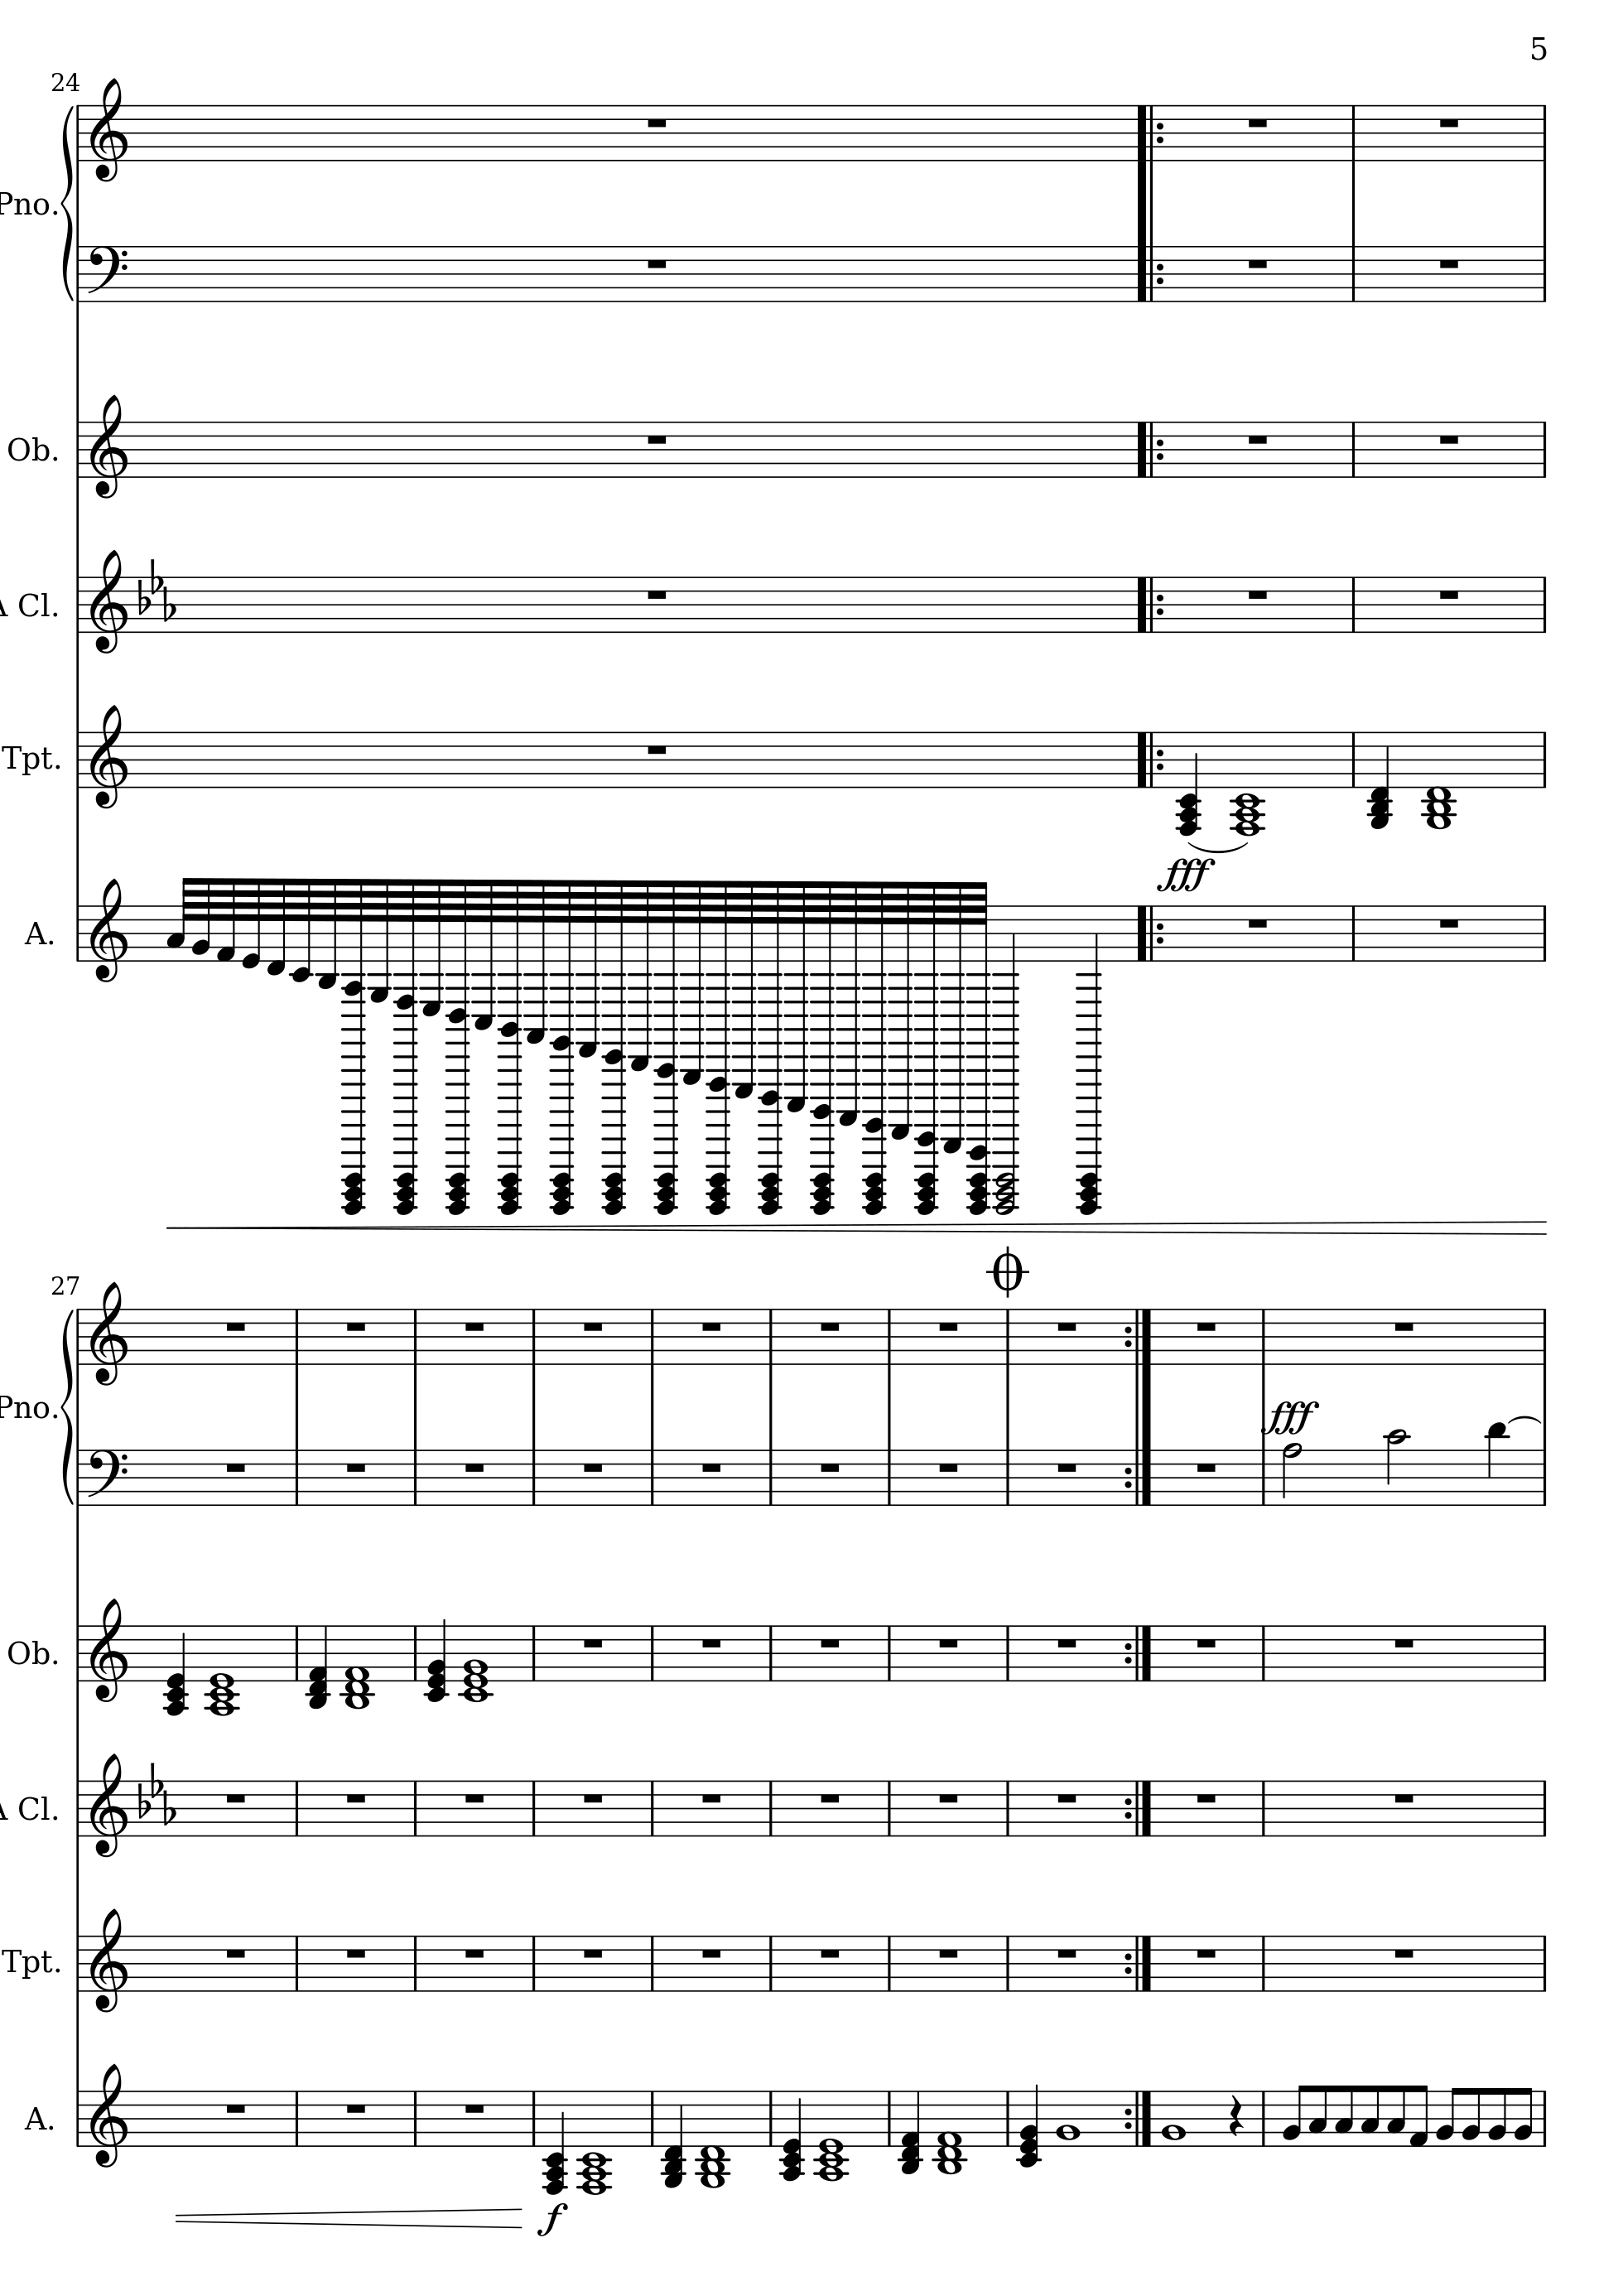 5
24
Pno.
Ob.
A Cl.
Tpt.
fff
A.
27
Pno.
fff
Ob.
A Cl.
Tpt.
A.
f